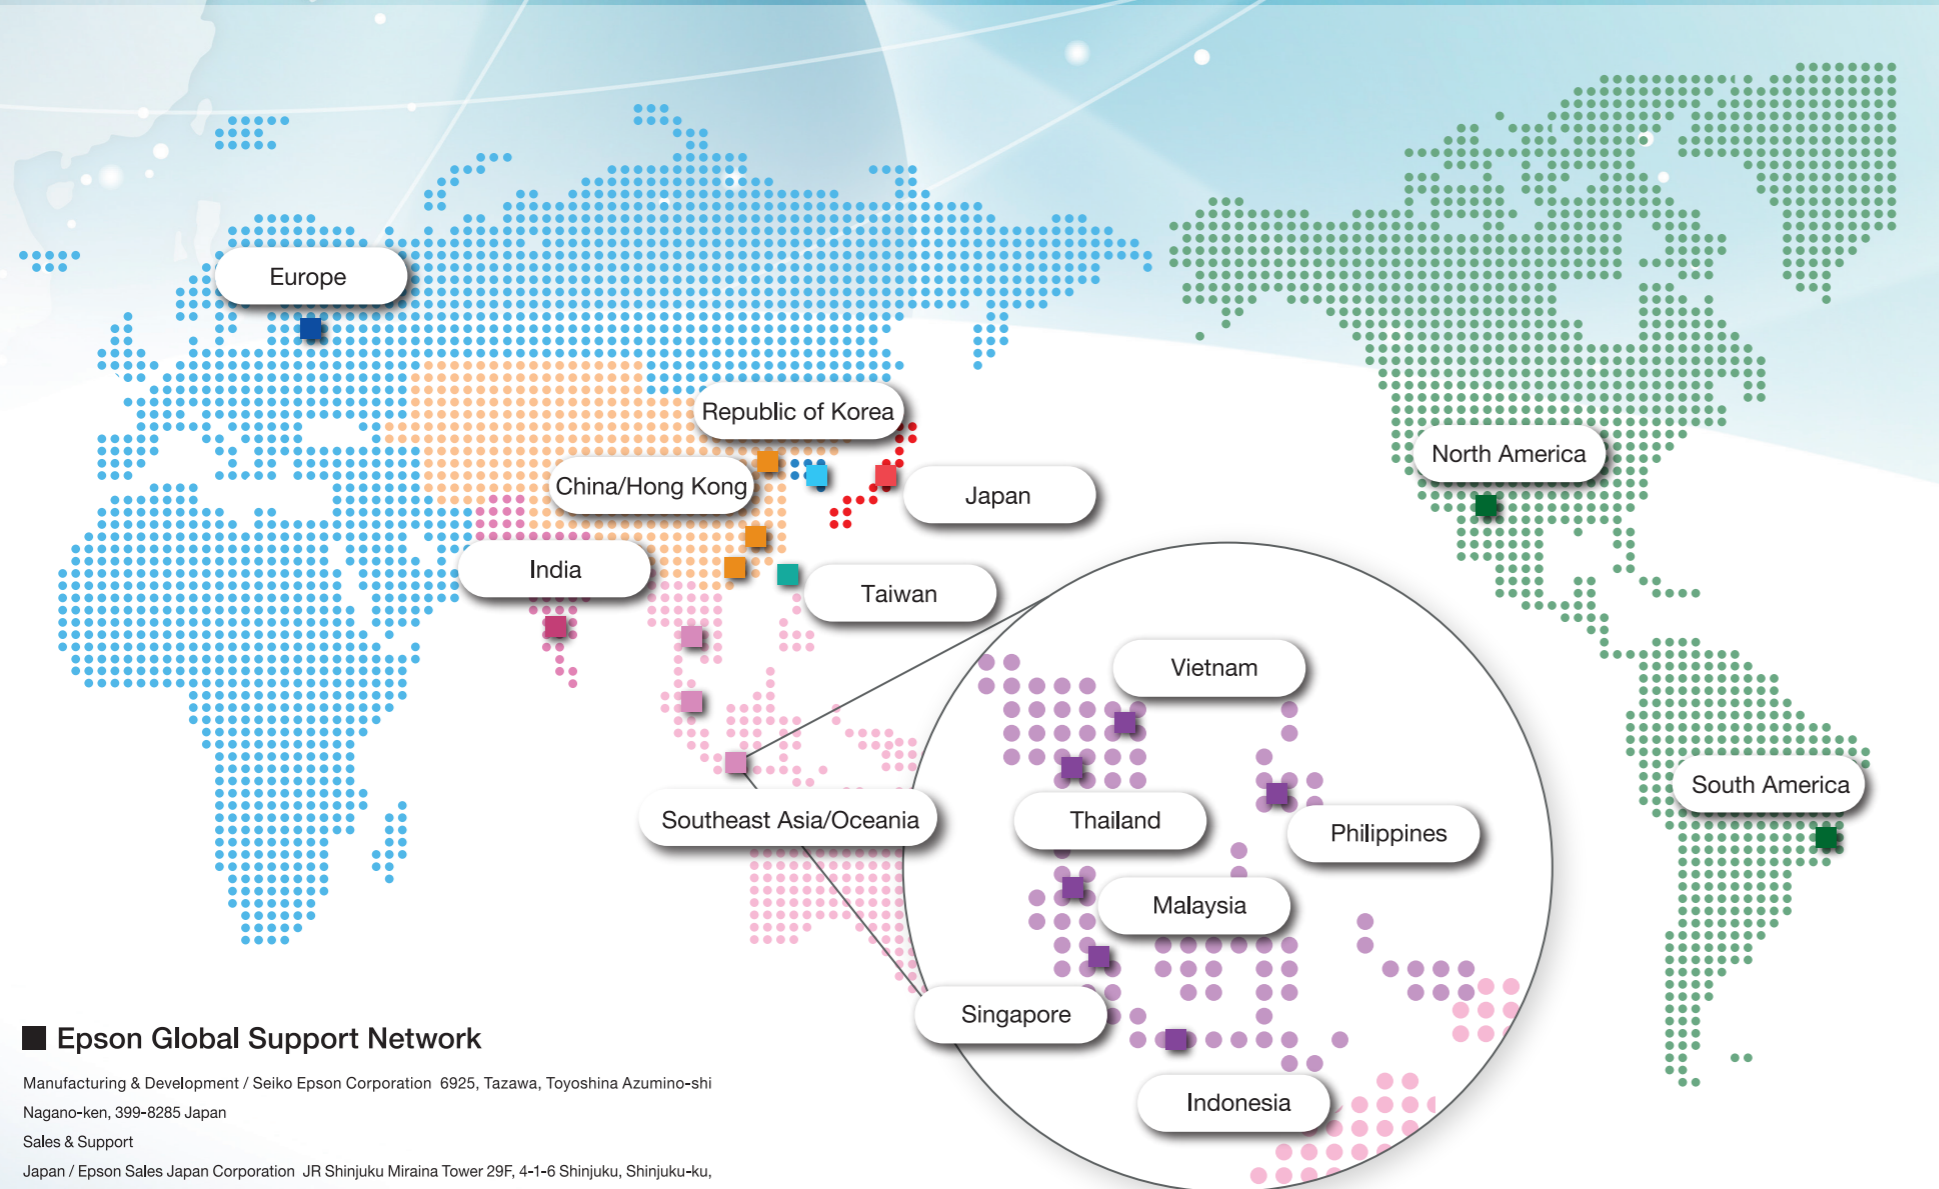 Europe
Republic of Korea
North America
China/Hong Kong
Japan
India
Taiwan
Vietnam
South America
Southeast Asia/Oceania
Thailand
Philippines
Malaysia
Singapore
Indonesia
Epson Global Support Network
Manufacturing & Development / Seiko Epson Corporation 6925, Tazawa, Toyoshina Azumino-shi
Nagano-ken, 399-8285 Japan
Sales & Support
Japan / Epson Sales Japan Corporation JR Shinjuku Miraina Tower 29F, 4-1-6 Shinjuku, Shinjuku-ku,